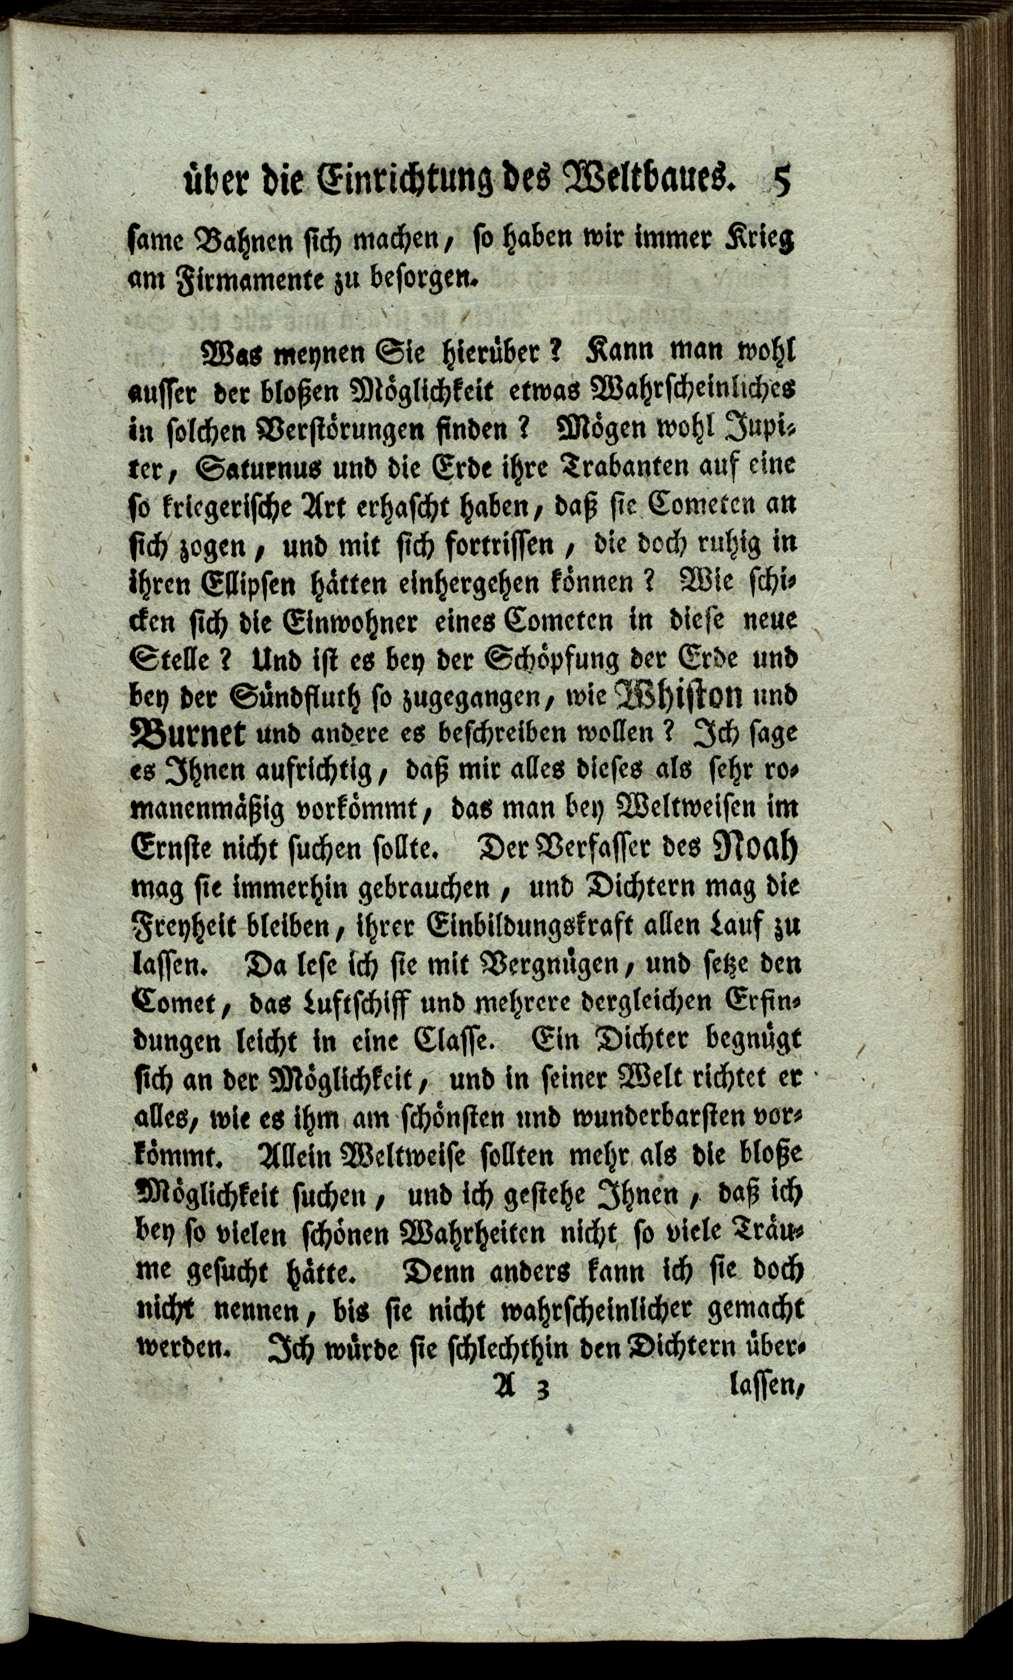 über die Einrichtung des Weltbaues. 5
same Bahnen sich machen, so haben wir immer Krieg
am Firmamente zu besorgen.
Was meynen Sie hierüber? Kann man wohl
ausser der bloßen Möglichkeit etwas Wahrscheinliches
in solchen Verstörungen finden? Mögen wohl Jupi-
ter, Saturnus und die Erde ihre Trabanten auf eine
so kriegerische Art erhascht haben, daß sie Cometen an
sich zogen, und mit sich fortrissen, die doch ruhig in
ihren Ellipsen hätten einhergehen können? Wie schi-
cken sich die Einwohner eines Cometen in diese neue
Stelle? Und ist es bey der Schöpfung der Erde und
bey der Sündfluth so zugegangen, wie Whiston und
Burnet und andere es beschreiben wollen? Ich sage
es Ihnen aufrichtig, daß mir alles dieses als sehr ro-
manenmäßig vorkömmt, das man bey Weltweisen im
Ernste nicht suchen sollte. Der Verfasser des Noah
mag sie immerhin gebrauchen, und Dichtern mag die
Freyheit bleiben, ihrer Einbildungskraft allen Lauf zu
lassen. Da lese ich sie mit Vergnügen, und setze den
Comet, das Luftschiff und mehrere dergleichen Erfin-
dungen leicht in eine Classe. Ein Dichter begnügt
sich an der Möglichkeit, und in seiner Welt richtet er
alles, wie es ihm am schönsten und wunderbarsten vor-
kömmt. Allein Weltweise sollten mehr als die bloße
Möglichkeit suchen, und ich gestehe Ihnen, daß ich
bey so vielen schönen Wahrheiten nicht so viele Träu-
me gesucht hätte. Denn anders kann ich sie doch
nicht nennen, bis sie nicht wahrscheinlicher gemacht
werden. Ich würde sie schlechthin den Dichtern über-
A 3 lassen,